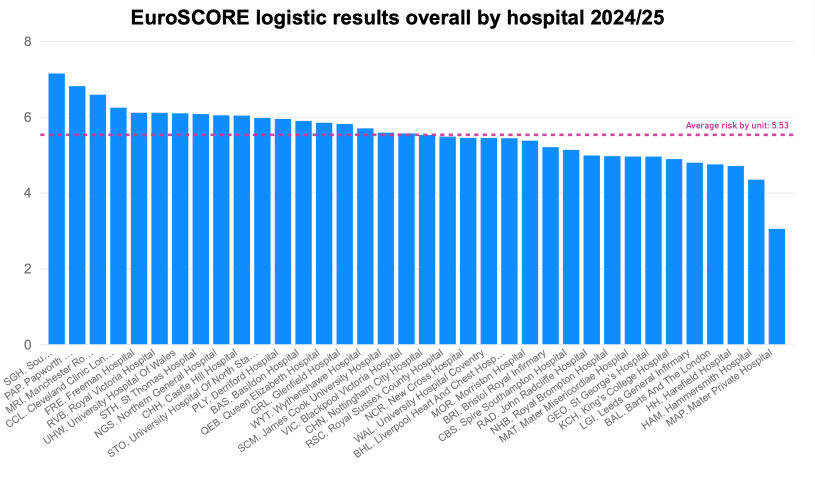 EuroSCORE logistic results overall by hospital 2024/25
8
6
4
2
0
Average risk by unit: 5.53
SGH. Sou...
PAP. Papworth ...
MRI. Manchester Ro...
CCL. Cleveland Clinic Lon...
FRE. Freeman Hospital
RVB. Royal Victoria Hospital
UHW. University Hospital Of Wales
STH. St Thomas Hospital
NGS. Northern General Hospital
CHH. Castle Hill Hospital
STO. University Hospital Of North Sta...
PLY. Derriford Hospital
BAS. Basildon Hospital
QEB. Queen Elizabeth Hospital
GRL. Glenfield Hospital
WYT. Wythenshawe Hospital
SCM. James Cook University Hospital
VIC. Blackpool Victoria Hospital
CHN. Nottingham City Hospital
RSC. Royal Sussex County Hospital
NCR. New Cross Hospital
WAL. University Hospital Coventry
BHL. Liverpool Heart And Chest Hosp...
MOR. Morriston Hospital
BRI. Bristol Royal Infirmary
CBS. Spire Southampton Hospital
RAD. John Radcliffe Hospital
NHB. Royal Brompton Hospital
MAT. Mater Misericordiae Hospital
GEO. St George's Hospital
KCH. King's College Hospital
LGI. Leeds General Infirmary
BAL. Barts And The London
HH. Harefield Hospital
HAM. Hammersmith Hospital
MAP. Mater Private Hospital